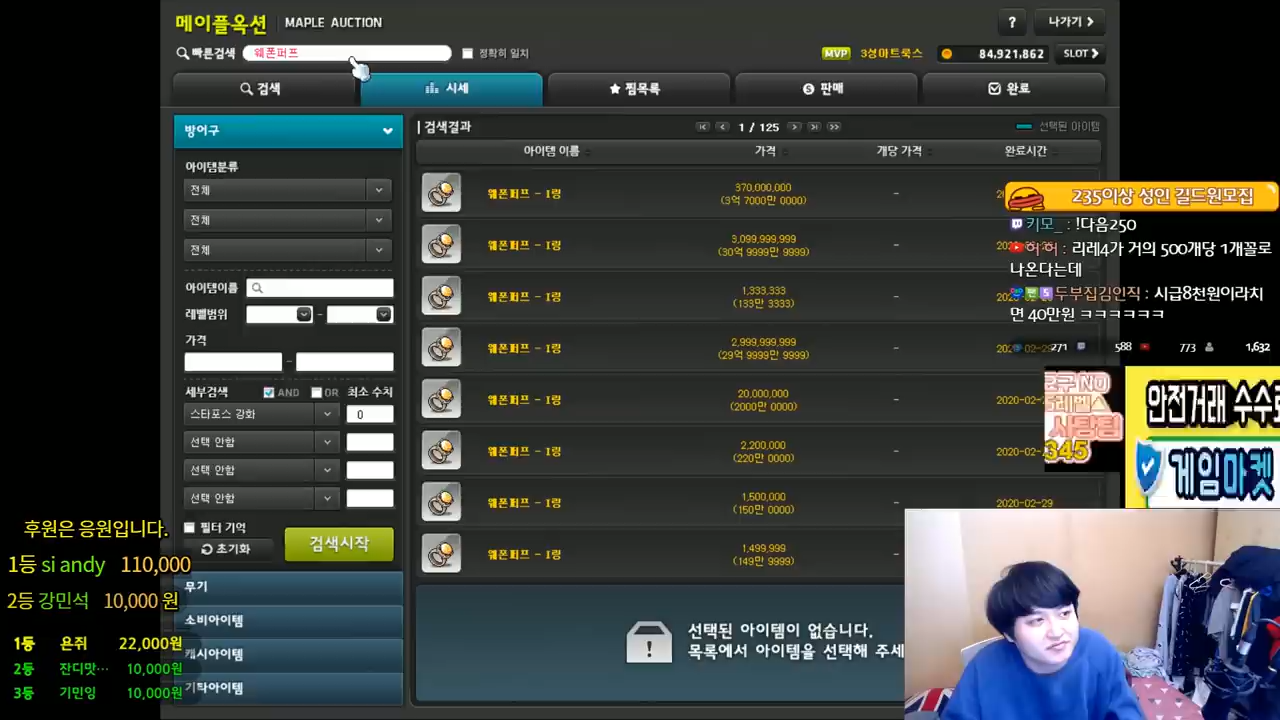 메이플옥션 MAPLE AUCTION
? 나가기
빠른검색 웨폰퍼프 정확히 일치
MVP 3성아트록스 84,921,862 SLOT
검색 시세 찜목록 판매 완료
방어구
아이템분류
전체
전체
전체
아이템이름
레벨범위 -
가격
-
세부검색 AND OR 최소 수치
스타포스 강화 0
선택 안함
선택 안함
선택 안함
필터 기억
초기화
검색시작
무기
소비아이템
캐시아이템
기타아이템
검색결과 1 / 125 선택된 아이템
아이템 이름 가격 개당 가격 완료시간
웨폰퍼프 - I링 370,000,000 -
(3억 7000만 0000)
웨폰퍼프 - I링 3,099,999,999 -
(30억 9999만 9999)
웨폰퍼프 - I링 1,333,333 -
(133만 3333)
웨폰퍼프 - I링 2,999,999,999 -
(29억 9999만 9999)
웨폰퍼프 - I링 20,000,000 -
(2000만 0000)
웨폰퍼프 - I링 2,200,000 -
(220만 0000)
웨폰퍼프 - I링 1,500,000 - 2020-02-29
(150만 0000)
웨폰퍼프 - I링 1,499,999 -
(149만 9999)
!
선택된 아이템이 없습니다.
목록에서 아이템을 선택해 주세
235이상 성인 길드원모집
키모_ : !다음250
: 리레4가 거의 500개당 1개꼴로
나온다는데
두부집김인직 : 시급8천원이라치
면 40만원 ㅋㅋㅋㅋㅋㅋ
271 588 773 1,632
345
안전거래 수수료
게임마켓
후원은 응원입니다.
1등 si andy 110,000
2등 강민석 10,000 원
1등 은쥐 22,000원
2등 잔디맛… 10,000원
3등 기민잉 10,000원